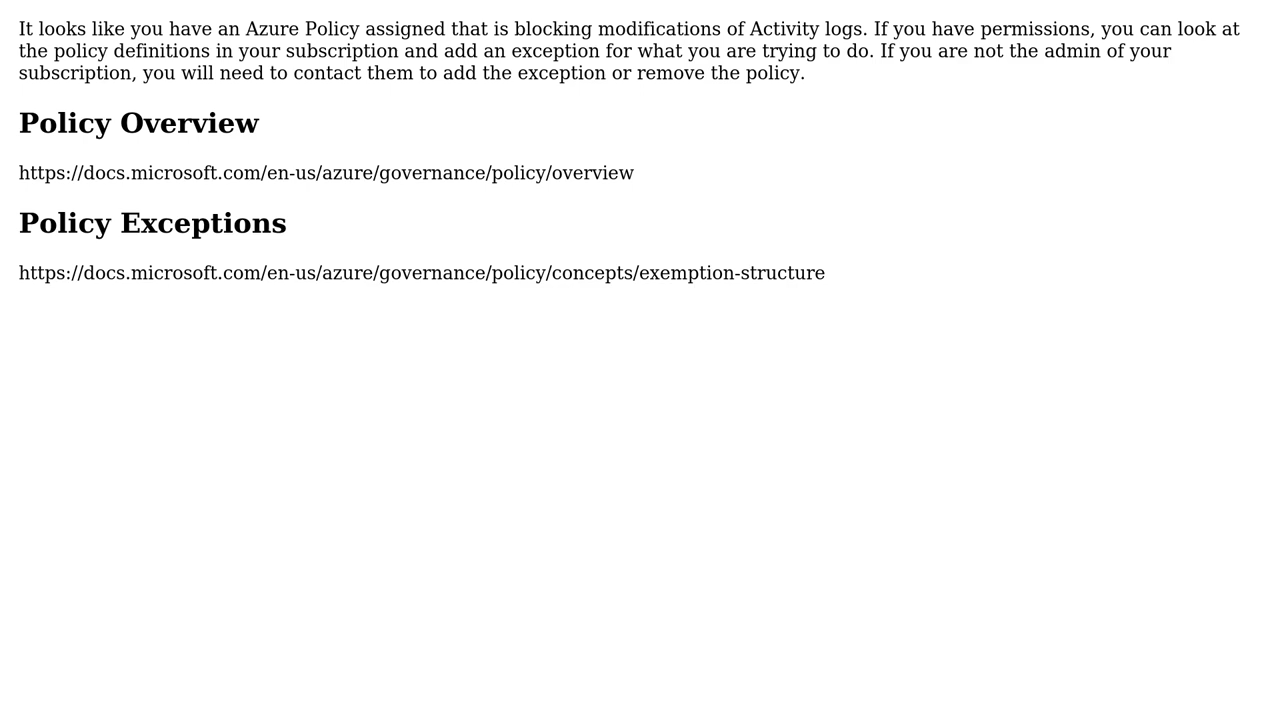 It looks like you have an Azure Policy assigned that is blocking modifications of Activity logs. If you have permissions, you can look at
the policy definitions in your subscription and add an exception for what you are trying to do. If you are not the admin of your
subscription, you will need to contact them to add the exception or remove the policy.
Policy Overview
https://docs.microsoft.com/en-us/azure/governance/policy/overview
Policy Exceptions
https://docs.microsoft.com/en-us/azure/governance/policy/concepts/exemption-structure